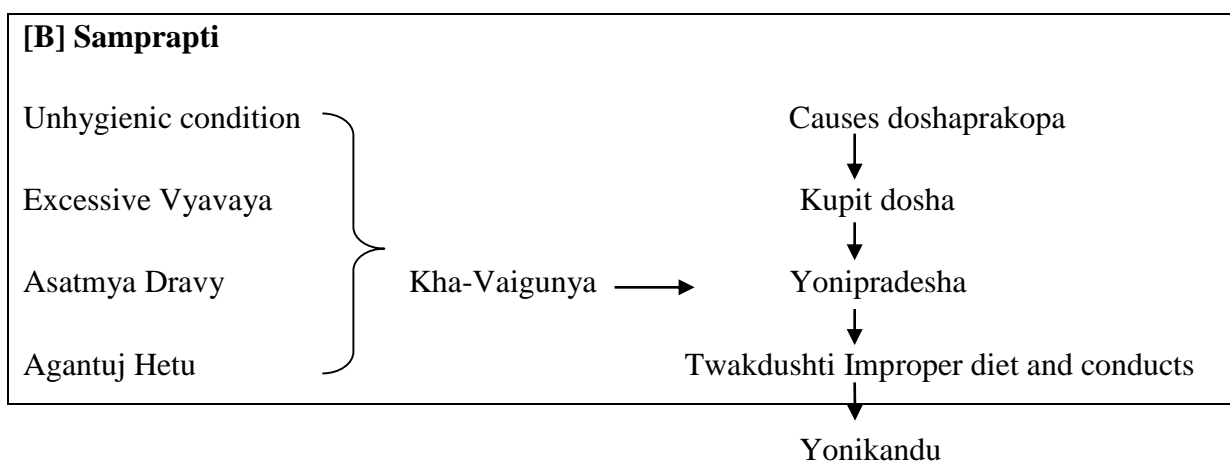 [B] Samprapti
Unhygienic condition
Causes doshaprakopa
Excessive Vyavaya
Kupit dosha
Asatmya Dravy
Kha-Vaigunya
Yonipradesha
Agantuj Hetu
Twakdushti Improper diet and conducts
Yonikandu